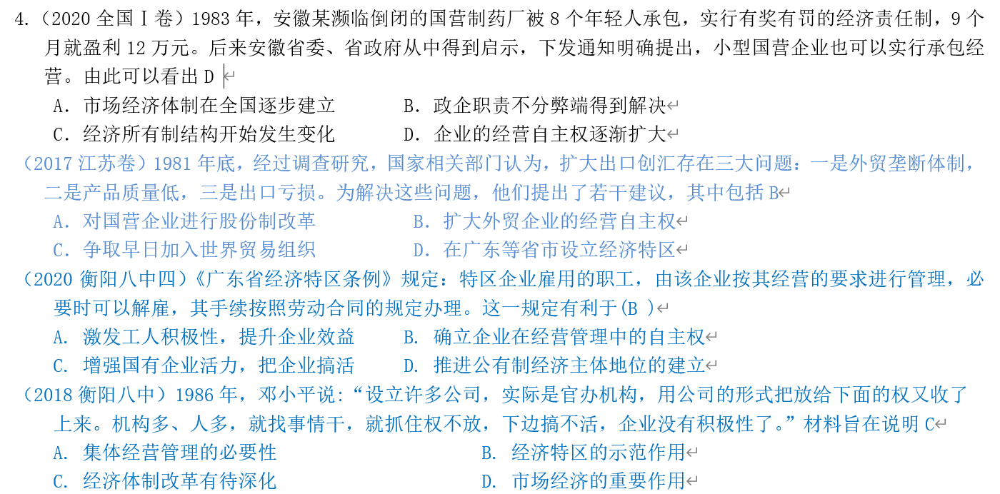 4.（2020 全国Ⅰ卷）1983 年，安徽某濒临倒闭的国营制药厂被 8 个年轻人承包，实行有奖有罚的经济责任制，9 个
月就盈利 12 万元。后来安徽省委、省政府从中得到启示，下发通知明确提出，小型国营企业也可以实行承包经
营。由此可以看出 D ↵
A．市场经济体制在全国逐步建立 B．政企职责不分弊端得到解决↵
C．经济所有制结构开始发生变化 D．企业的经营自主权逐渐扩大↵
（2017 江苏卷）1981 年底，经过调查研究，国家相关部门认为，扩大出口创汇存在三大问题：一是外贸垄断体制，
二是产品质量低，三是出口亏损。为解决这些问题，他们提出了若干建议，其中包括 B↵
A．对国营企业进行股份制改革 B．扩大外贸企业的经营自主权↵
C．争取早日加入世界贸易组织 D．在广东等省市设立经济特区↵
（2020 衡阳八中四）《广东省经济特区条例》规定：特区企业雇用的职工，由该企业按其经营的要求进行管理，必
要时可以解雇，其手续按照劳动合同的规定办理。这一规定有利于(B )↵
A. 激发工人积极性，提升企业效益 B. 确立企业在经营管理中的自主权↵
C. 增强国有企业活力，把企业搞活 D. 推进公有制经济主体地位的建立↵
（2018 衡阳八中）1986 年，邓小平说:“设立许多公司，实际是官办机构，用公司的形式把放给下面的权又收了
上来。机构多、人多，就找事情干，就抓住权不放，下边搞不活，企业没有积极性了。”材料旨在说明 C↵
A. 集体经营管理的必要性 B. 经济特区的示范作用↵
C. 经济体制改革有待深化 D. 市场经济的重要作用↵